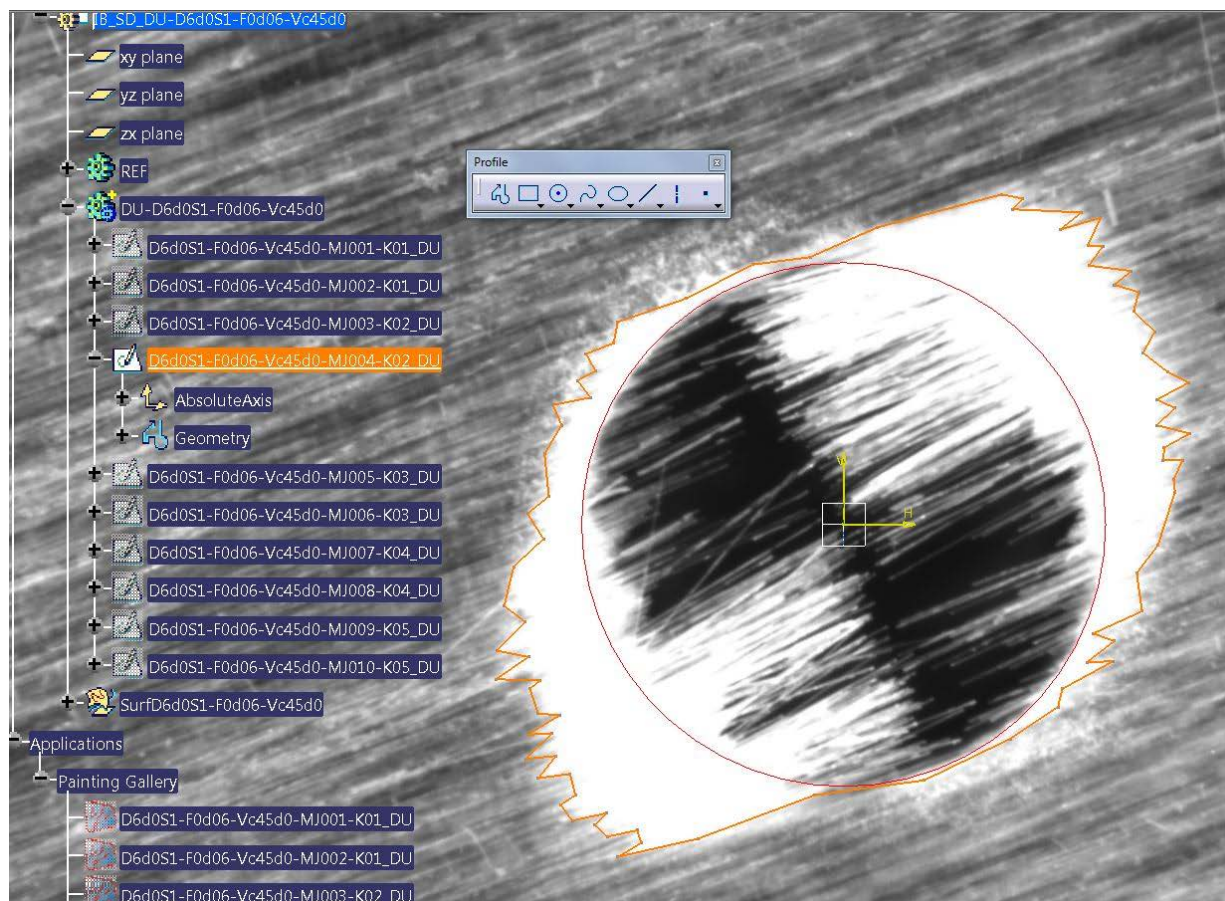 IB_SD_DU-D6d0S1-F0d06-Vc45d0
xy plane
yz plane
zx plane
Profile
REF
DU-D6d0S1-F0d06-Vc45d0
D6d0S1-F0d06-Vc45d0-MJ001-K01_DU
D6d0S1-F0d06-Vc45d0-MJ002-K01_DU
D6d0S1-F0d06-Vc45d0-MJ003-K02_DU
D6d0S1-F0d06-Vc45d0-MJ004-K02_DU
AbsoluteAxis
Geometry
D6d0S1-F0d06-Vc45d0-MJ005-K03_DU
D6d0S1-F0d06-Vc45d0-MJ006-K03_DU
H
D6d0S1-F0d06-Vc45d0-MJ007-K04_DU
D6d0S1-F0d06-Vc45d0-MJ008-K04_DU
D6d0S1-F0d06-Vc45d0-MJ009-K05_DU
D6d0S1-F0d06-Vc45d0-MJ010-K05_DU
SurfD6d0S1-F0d06-Vc45d0
Applications
Painting Gallery
D6d0S1-F0d06-Vc45d0-MJ001-K01_DU
D6d0S1-F0d06-Vc45d0-MJ002-K01_DU
D6d0S1-F0d06-Vc45d0-MJ003-K02_DU